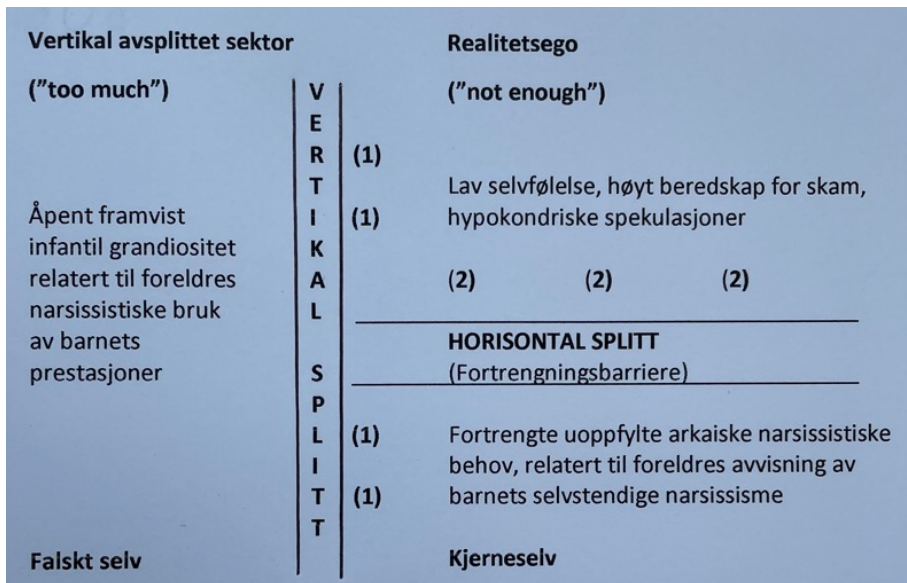 Vertikal avsplittet sektor
("too much")
Åpent framvist
infantil grandiositet
relatert til foreldres
narsissistiske bruk
av barnets
prestasjoner
Falskt selv
VERTIKAL SPLITT
(1)
(1)
(1)
(1)
Realitetsego
("not enough")
Lav selvfølelse, høyt beredskap for skam,
hypokondriske spekulasjoner
(2) (2) (2)
HORISONTAL SPLITT
(Fortrengningsbarriere)
Fortrengte uoppfylte arkaiske narsissistiske
behov, relatert til foreldres avvisning av
barnets selvstendige narsissisme
Kjerneselv